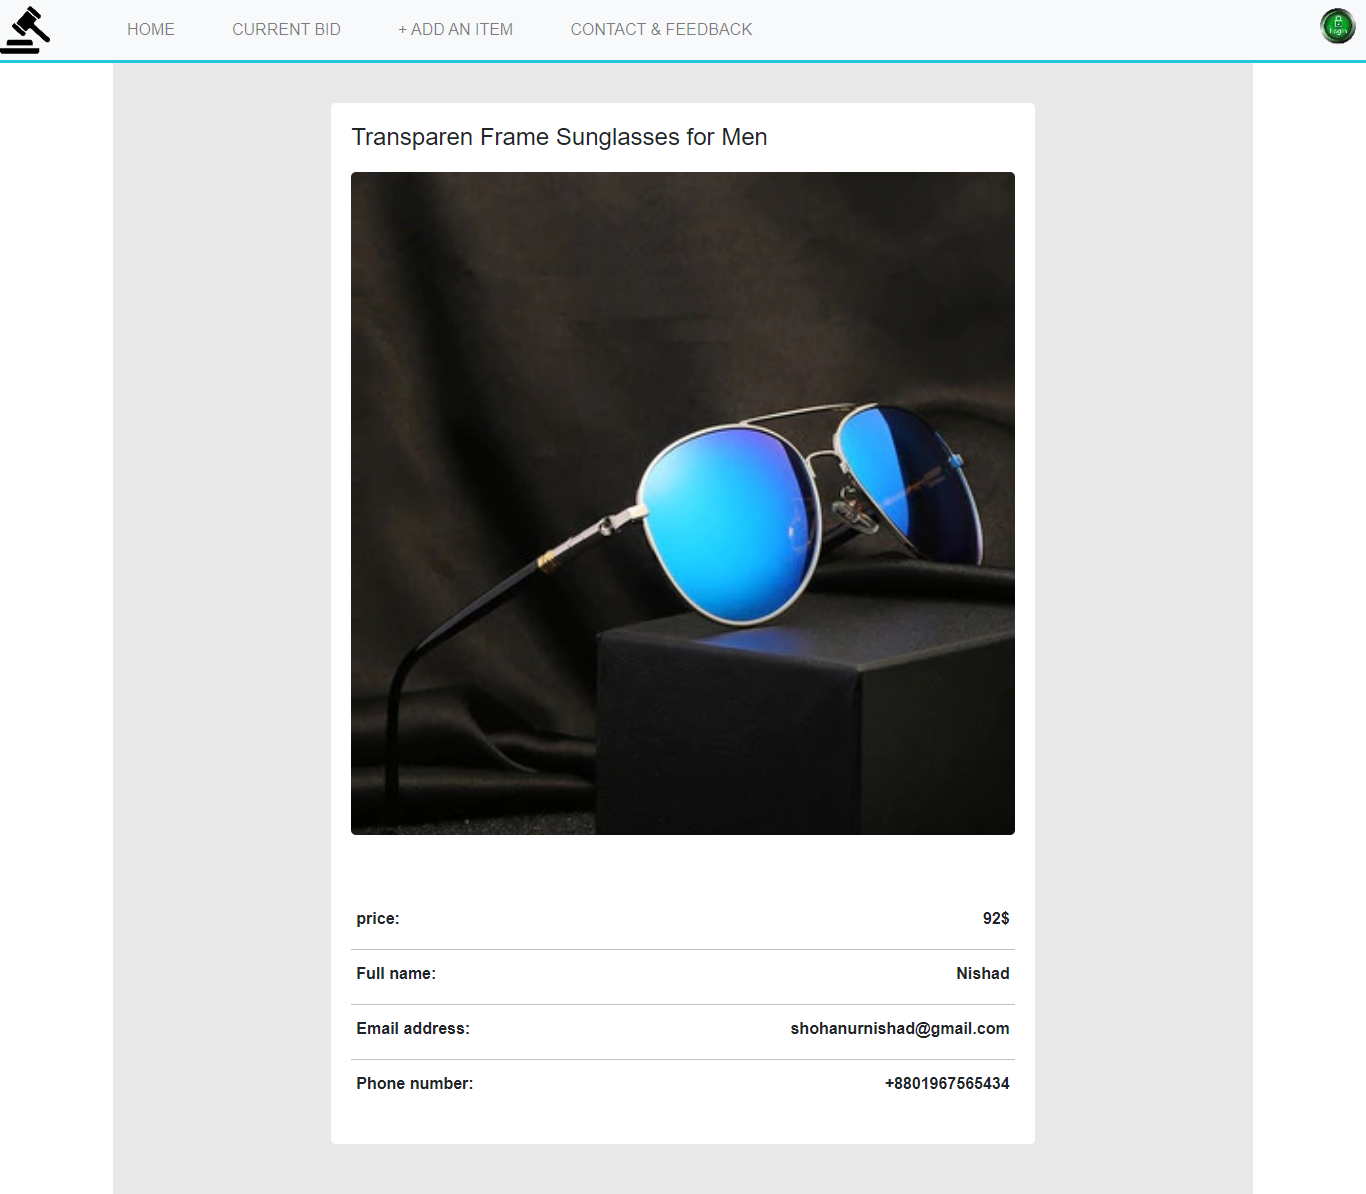 HOME CURRENT BID + ADD AN ITEM CONTACT & FEEDBACK
Login
Transparen Frame Sunglasses for Men
price: 92$
Full name: Nishad
Email address: shohanurnishad@gmail.com
Phone number: +8801967565434